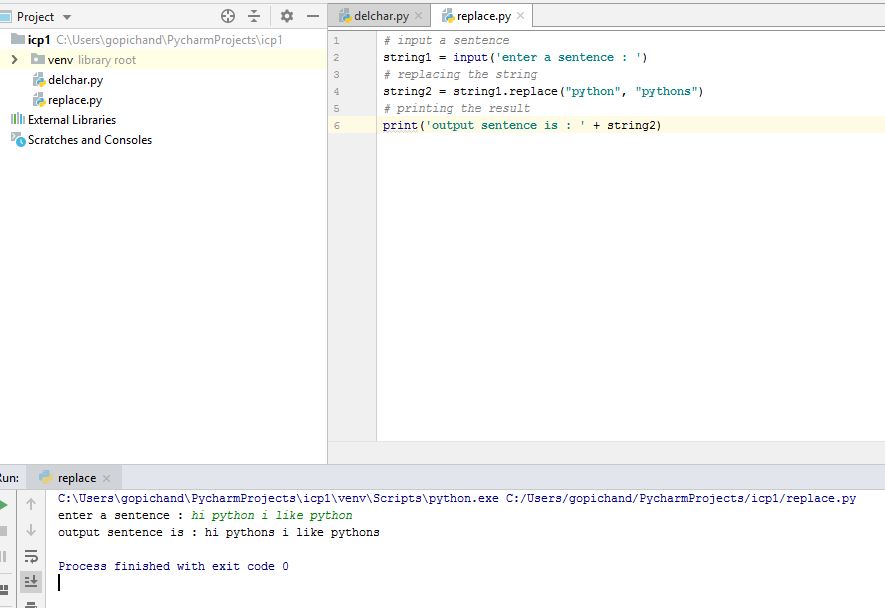 Project
icp1 C:\Users\gopichand\PycharmProjects\icp1
venv library root
delchar.py
replace.py
External Libraries
Scratches and Consoles
delchar.py replace.py
1 # input a sentence
2 string1 = input('enter a sentence : ')
3 # replacing the string
4 string2 = string1.replace("python", "pythons")
5 # printing the result
6 print('output sentence is : ' + string2)
Run: replace
C:\Users\gopichand\PycharmProjects\icp1\venv\Scripts\python.exe C:/Users/gopichand/PycharmProjects/icp1/replace.py
enter a sentence : hi python i like python
output sentence is : hi pythons i like pythons
Process finished with exit code 0